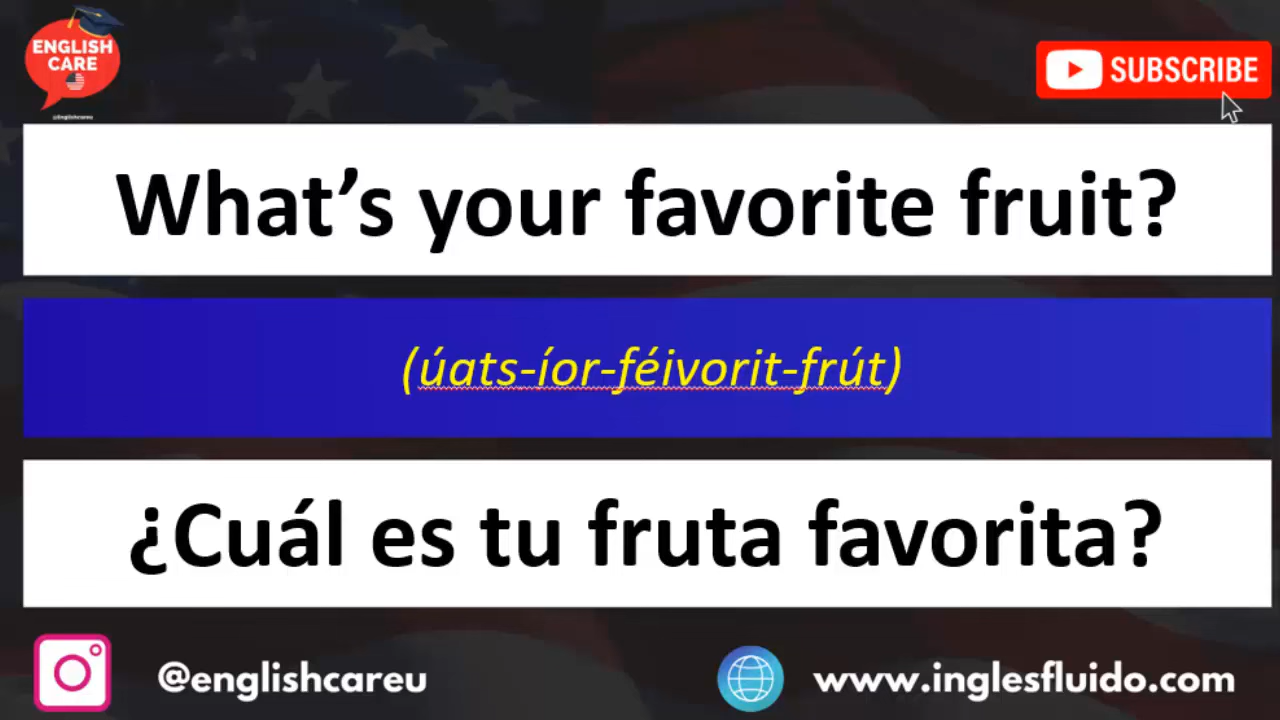 ENGLISH
CARE
@Englishcareu
SUBSCRIBE
What’s your favorite fruit?
(úats-íor-féivorit-frút)
¿Cuál es tu fruta favorita?
@englishcareu
www.inglesfluido.com